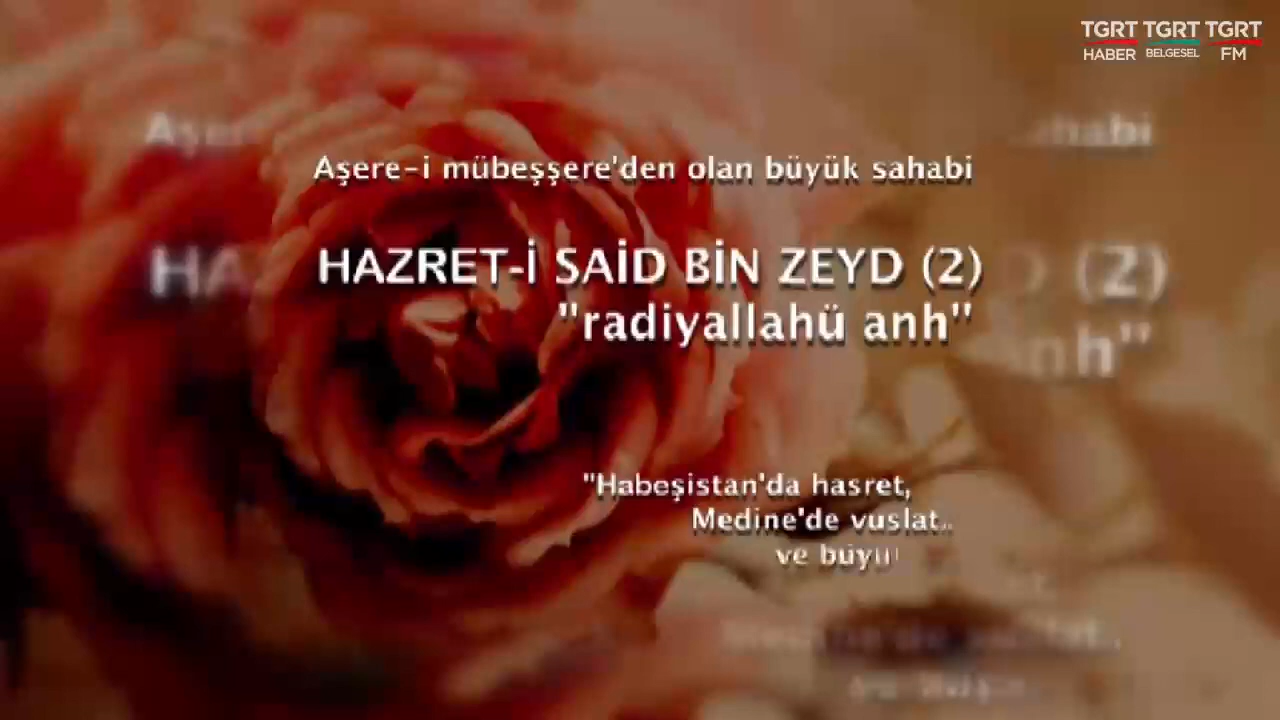 TGRT TGRT TGRT
HABER BELGESEL FM
Aşere-i mübeşşere'den olan büyük sahabi
HAZRET-İ SAİD BİN ZEYD (2)
"radiyallahü anh"
"Habeşistan'da hasret,
Medine'de vuslat..
ve